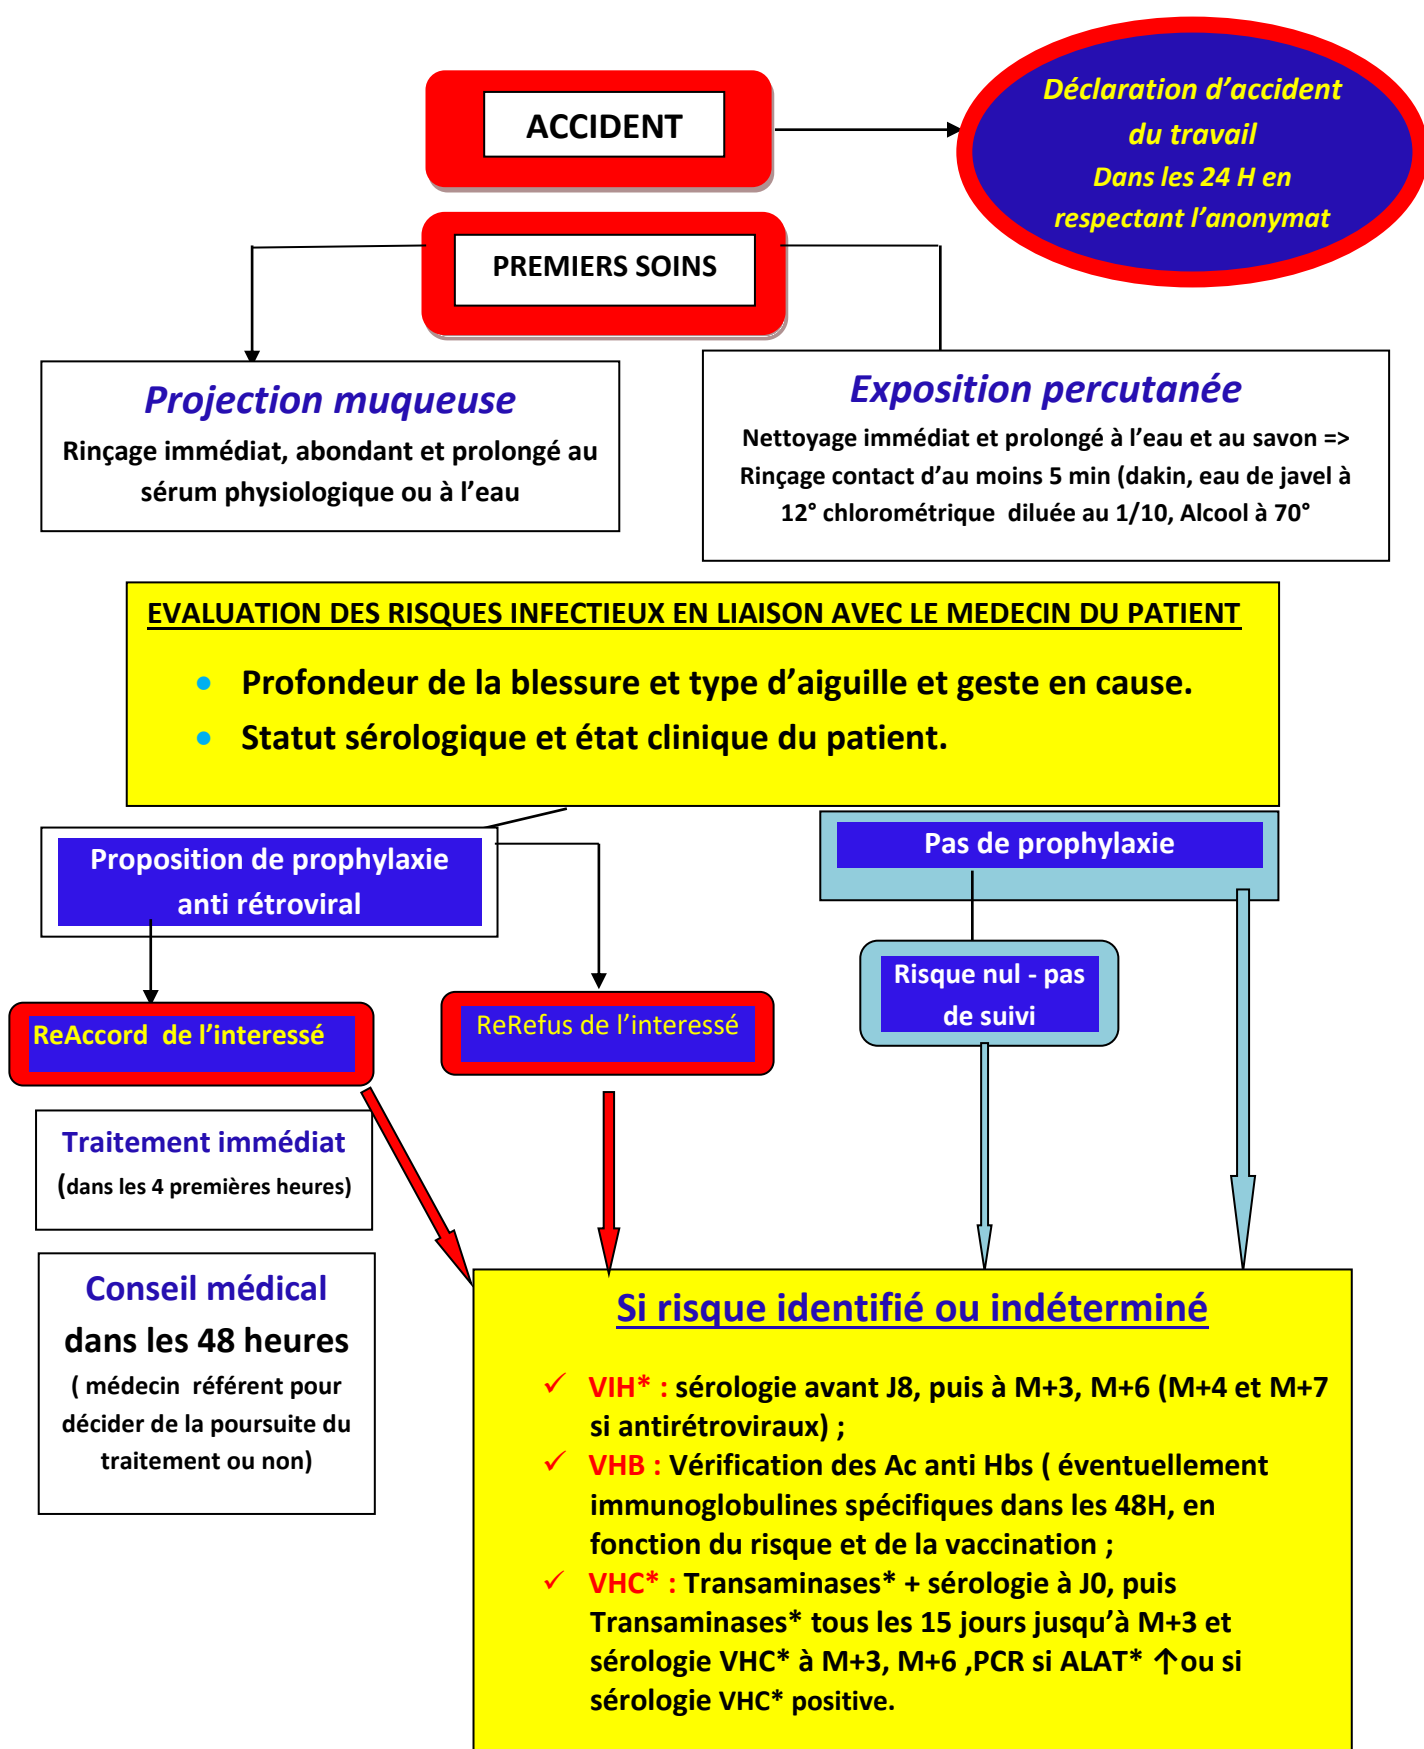 ACCIDENT
Déclaration d’accident
du travail
Dans les 24 H en
respectant l’anonymat
PREMIERS SOINS
Projection muqueuse
Rinçage immédiat, abondant et prolongé au
sérum physiologique ou à l’eau
Exposition percutanée
Nettoyage immédiat et prolongé à l’eau et au savon =>
Rinçage contact d’au moins 5 min (dakin, eau de javel à
12° chlorométrique diluée au 1/10, Alcool à 70°
EVALUATION DES RISQUES INFECTIEUX EN LIAISON AVEC LE MEDECIN DU PATIENT
• Profondeur de la blessure et type d’aiguille et geste en cause.
• Statut sérologique et état clinique du patient.
Proposition de prophylaxie
anti rétroviral
Pas de prophylaxie
Risque nul - pas
de suivi
ReAccord de l’interessé
ReRefus de l’interessé
Traitement immédiat
(dans les 4 premières heures)
Conseil médical
dans les 48 heures
( médecin référent pour
décider de la poursuite du
traitement ou non)
Si risque identifié ou indéterminé
✓ VIH* : sérologie avant J8, puis à M+3, M+6 (M+4 et M+7
si antirétroviraux) ;
✓ VHB : Vérification des Ac anti Hbs ( éventuellement
immunoglobulines spécifiques dans les 48H, en
fonction du risque et de la vaccination ;
✓ VHC* : Transaminases* + sérologie à J0, puis
Transaminases* tous les 15 jours jusqu’à M+3 et
sérologie VHC* à M+3, M+6 ,PCR si ALAT* ↑ou si
sérologie VHC* positive.